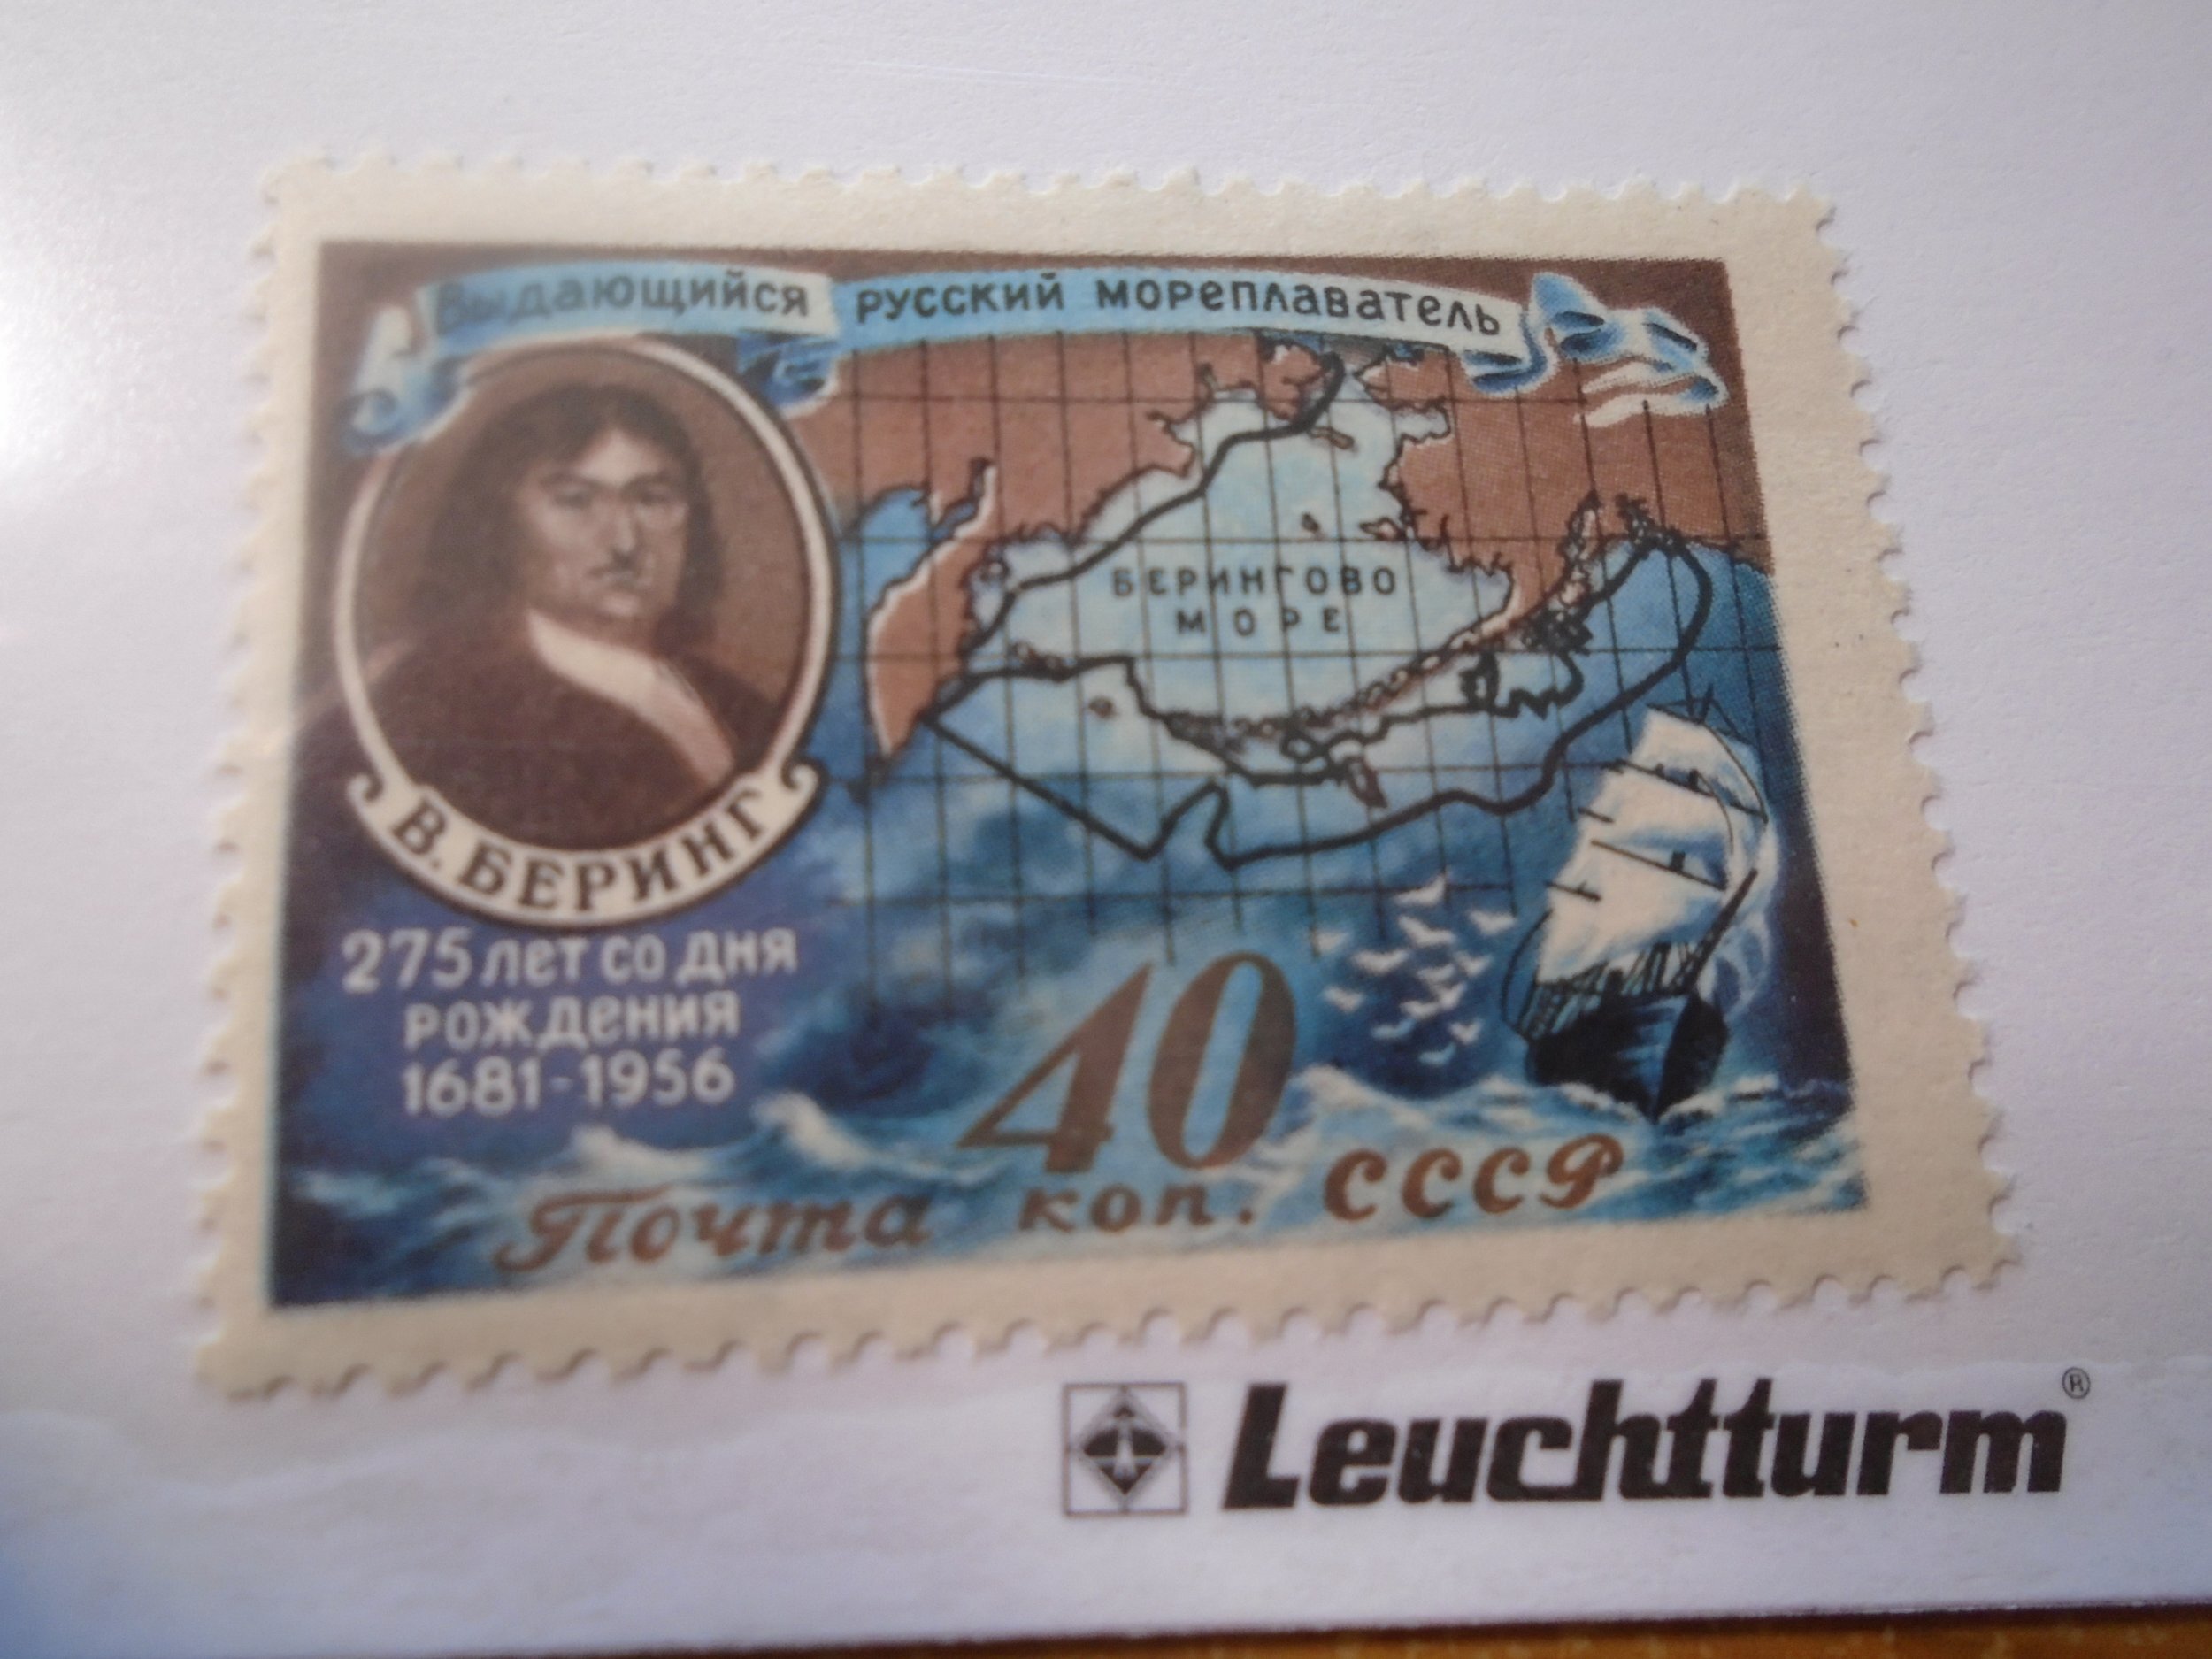 Выдающийся русский мореплаватель
БЕРИНГОВО
МОРЕ
В. БЕРИНГ
275 лет со дня
рождения
1681-1956
40
Почта коп. СССР
Leuchtturm®